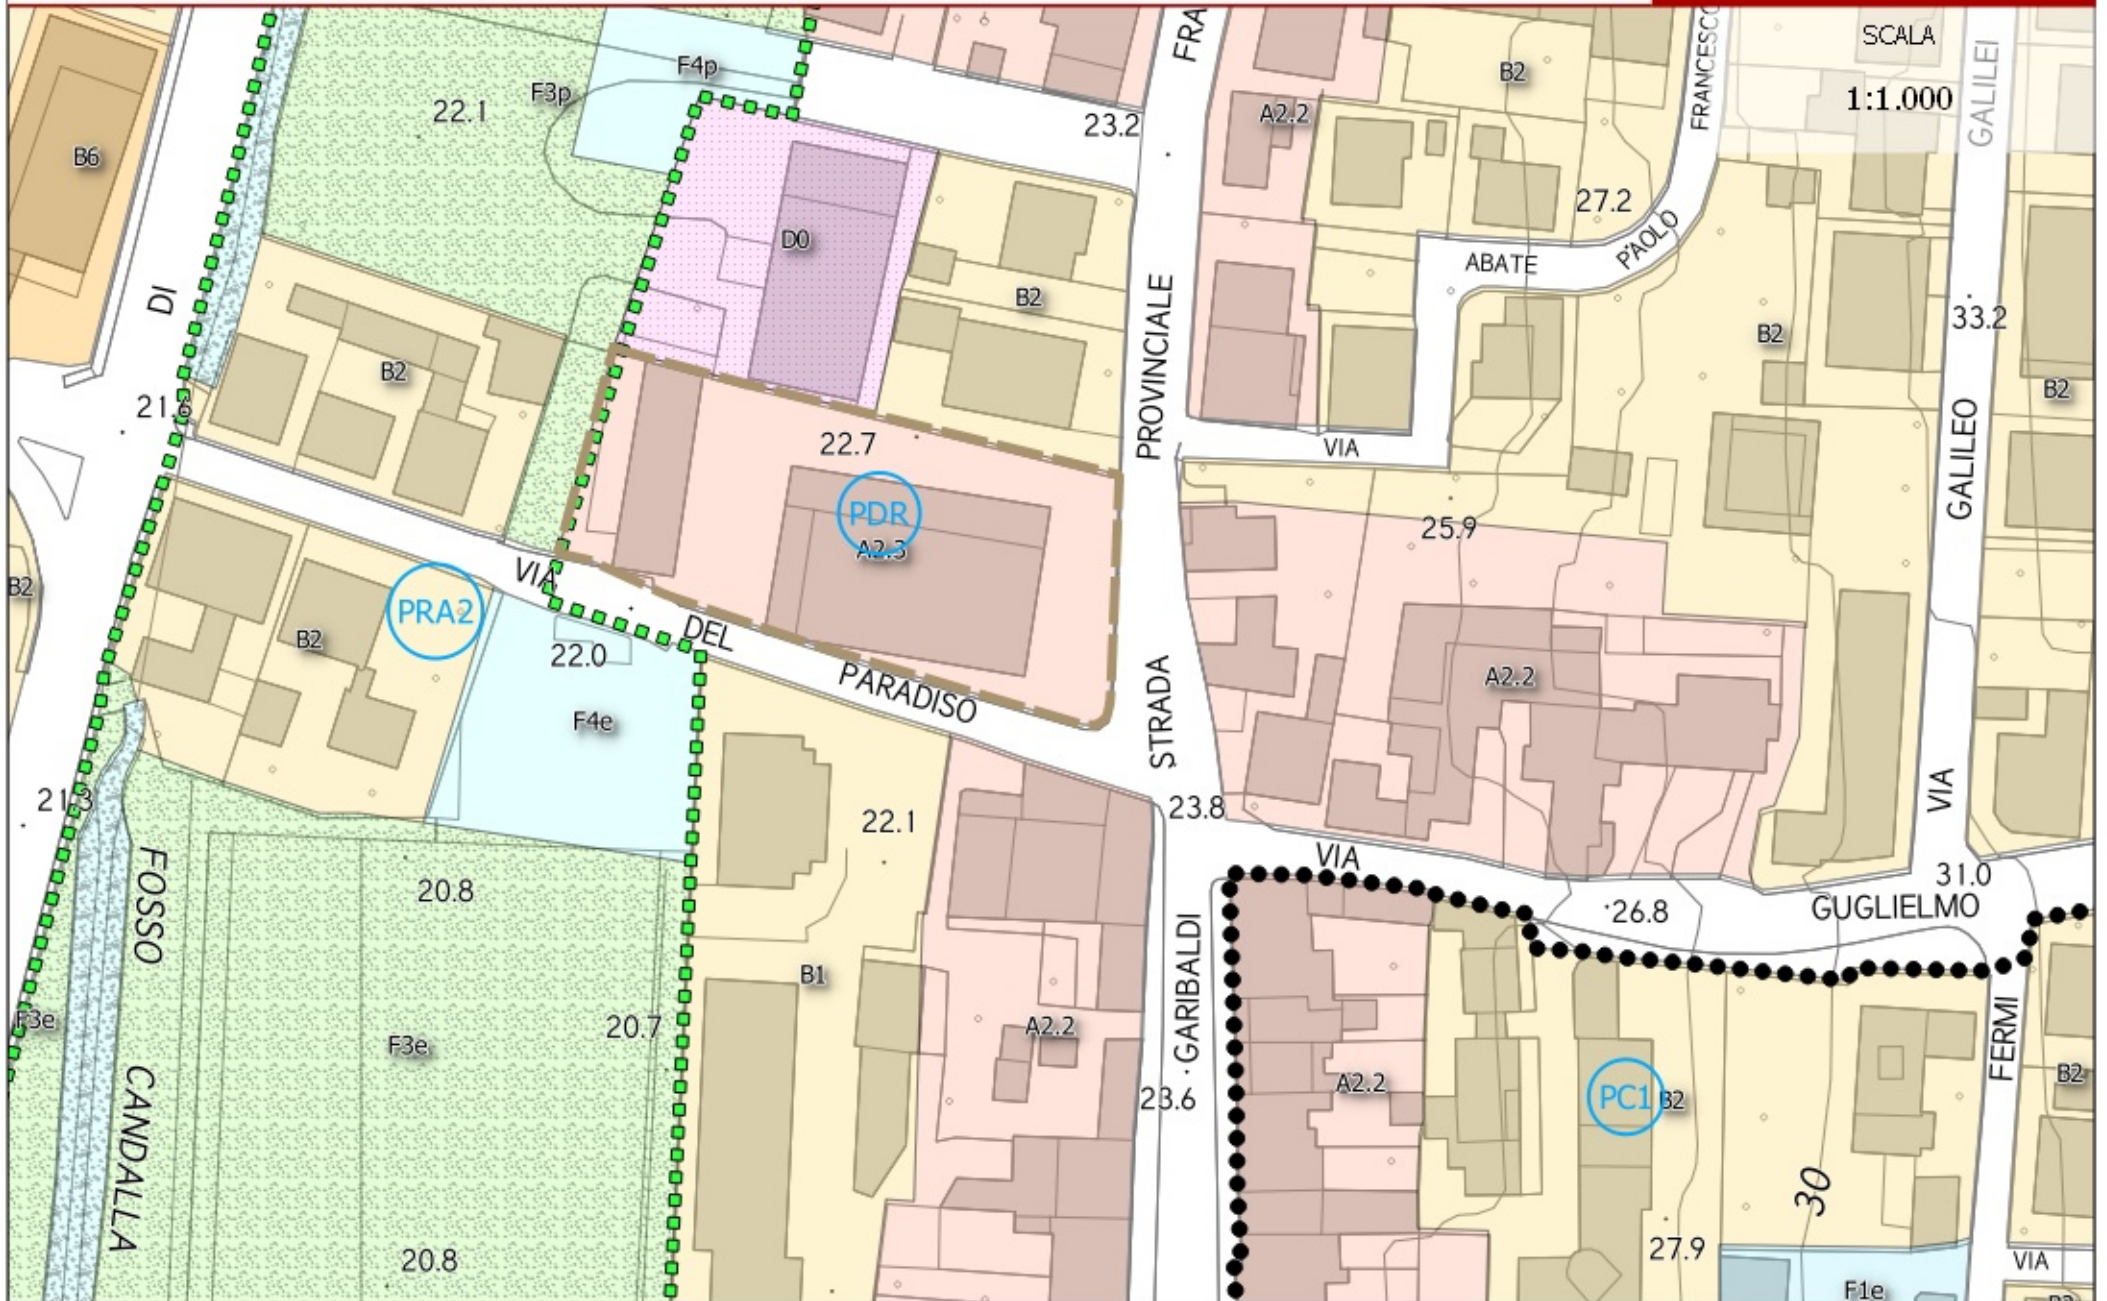 SCALA
1:1.000
FRA
FRANCESCO
GALILEI
F4p
F3p
B2
22.1
A2.2
23.2
B6
27.2
PAOLO
ABATE
D0
B2
DI
B2
33.2
B2
B2
PROVINCIALE
21.6
22.7
VIA
GALILEO
PDR
A2.3
25.9
VIA
B2
PRA2
B2
DEL
22.0
PARADISO
A2.2
STRADA
F4e
VIA
21.3
23.8
22.1
VIA
31.0
20.8
GUGLIELMO
26.8
FOSSO
B1
GARIBALDI
F3e
20.7
A2.2
F3e
FERMI
B2
A2.2
PC1
B2
23.6
CANDALLA
30
20.8
27.9
VIA
F1e